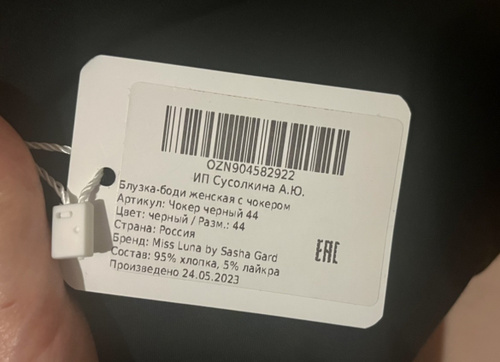 OZN904582922
ИП Сусолкина А.Ю.
Блузка-боди женская с чокером
Артикул: Чокер черный 44
Цвет: черный / Разм.: 44
Страна: Россия
Бренд: Miss Luna by Sasha Gard
Состав: 95% хлопка, 5% лайкра
Произведено 24.05.2023
EAC